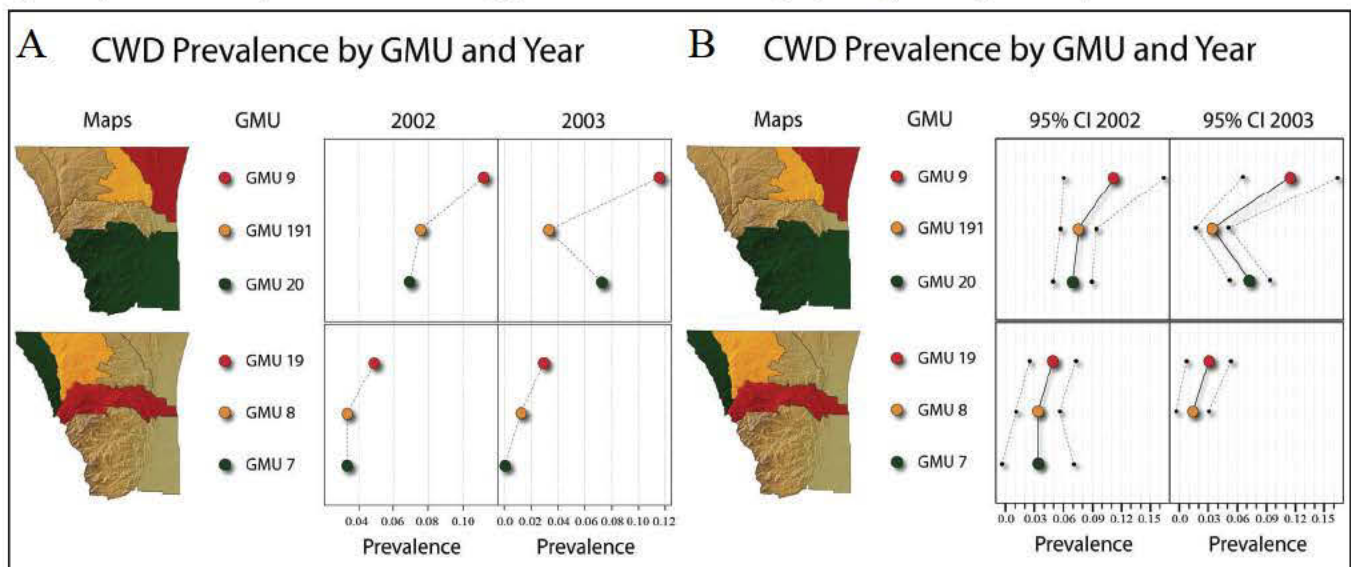 A CWD Prevalence by GMU and Year
Maps GMU 2002 2003
GMU 9
GMU 191
GMU 20
GMU 19
GMU 8
GMU 7
0.04 0.08 0.10 0.0 0.02 0.04 0.06 0.08 0.10 0.12
Prevalence Prevalence
B CWD Prevalence by GMU and Year
Maps GMU 95% CI 2002 95% CI 2003
GMU 9
GMU 191
GMU 20
GMU 19
GMU 8
GMU 7
0.0 0.03 0.06 0.09 0.12 0.15 0.0 0.03 0.06 0.09 0.12 0.15
Prevalence Prevalence